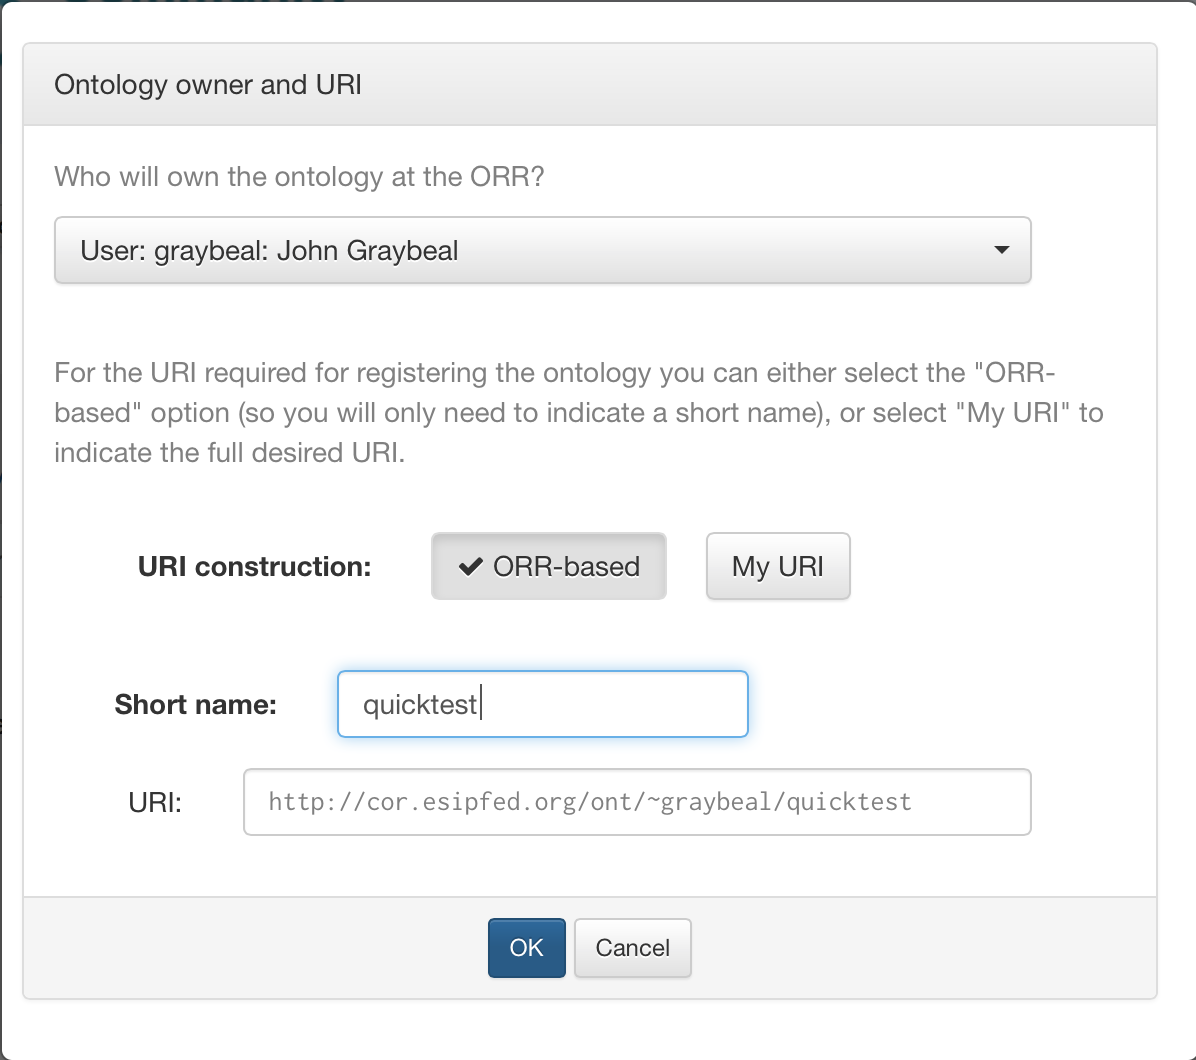 Ontology owner and URI
Who will own the ontology at the ORR?
User: graybeal: John Graybeal
For the URI required for registering the ontology you can either select the "ORR-
based" option (so you will only need to indicate a short name), or select "My URI" to
indicate the full desired URI.
URI construction: ✔ ORR-based My URI
Short name: quicktest
URI: http://cor.esipfed.org/ont/~graybeal/quicktest
OK Cancel